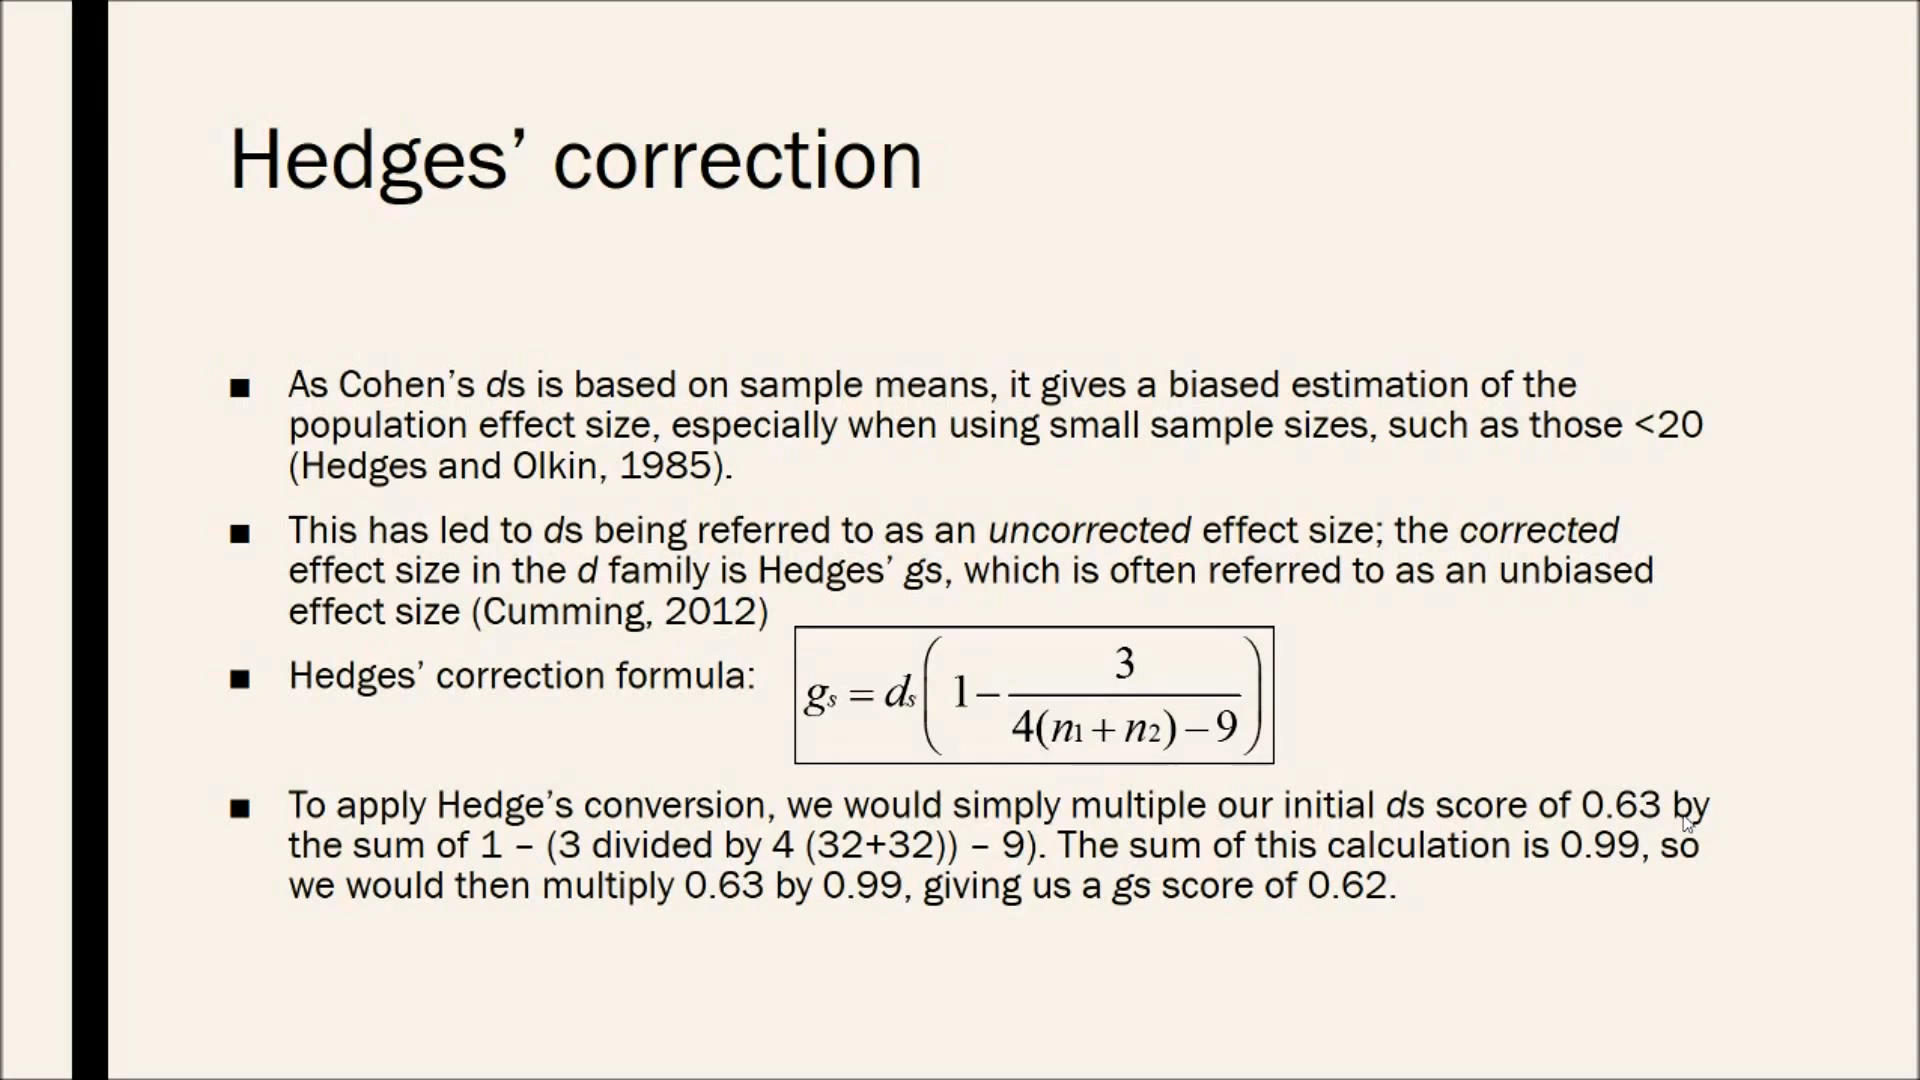 Hedges’ correction
■ As Cohen’s ds is based on sample means, it gives a biased estimation of the
population effect size, especially when using small sample sizes, such as those <20
(Hedges and Olkin, 1985).
■ This has led to ds being referred to as an uncorrected effect size; the corrected
effect size in the d family is Hedges’ gs, which is often referred to as an unbiased
effect size (Cumming, 2012)
■ Hedges’ correction formula:
gₛ = dₛ(1 − 3 / (4(n₁ + n₂) − 9))
■ To apply Hedge’s conversion, we would simply multiple our initial ds score of 0.63 by
the sum of 1 – (3 divided by 4 (32+32)) – 9). The sum of this calculation is 0.99, so
we would then multiply 0.63 by 0.99, giving us a gs score of 0.62.